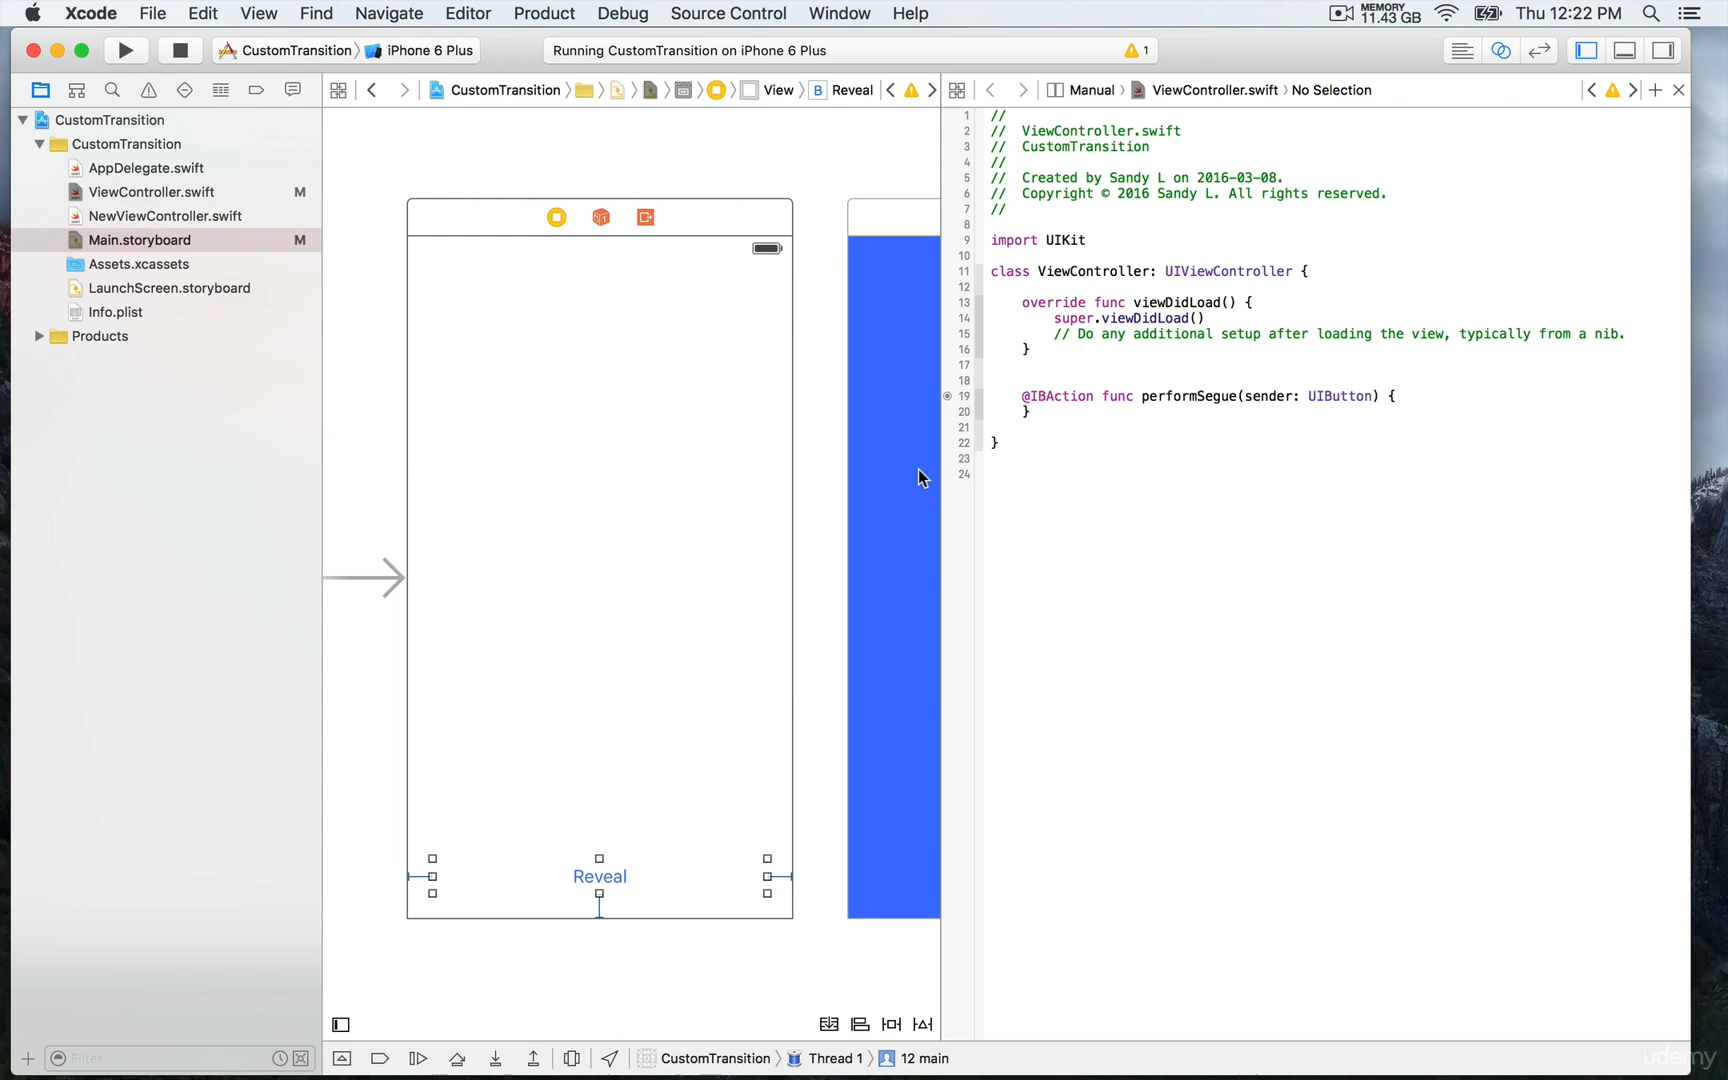 Xcode File Edit View Find Navigate Editor Product Debug Source Control Window Help MEMORY 11.43 GB Thu 12:22 PM
CustomTransition iPhone 6 Plus Running CustomTransition on iPhone 6 Plus 1
CustomTransition View B Reveal Manual ViewController.swift No Selection
CustomTransition
CustomTransition
AppDelegate.swift
ViewController.swift M
NewViewController.swift
Main.storyboard M
Assets.xcassets
LaunchScreen.storyboard
Info.plist
Products
Reveal
1 //
2 // ViewController.swift
3 // CustomTransition
4 //
5 // Created by Sandy L on 2016-03-08.
6 // Copyright © 2016 Sandy L. All rights reserved.
7 //
8
9 import UIKit
10
11 class ViewController: UIViewController {
12
13 override func viewDidLoad() {
14 super.viewDidLoad()
15 // Do any additional setup after loading the view, typically from a nib.
16 }
17
18
19 @IBAction func performSegue(sender: UIButton) {
20 }
21
22 }
23
24
Filter CustomTransition Thread 1 12 main
udemy